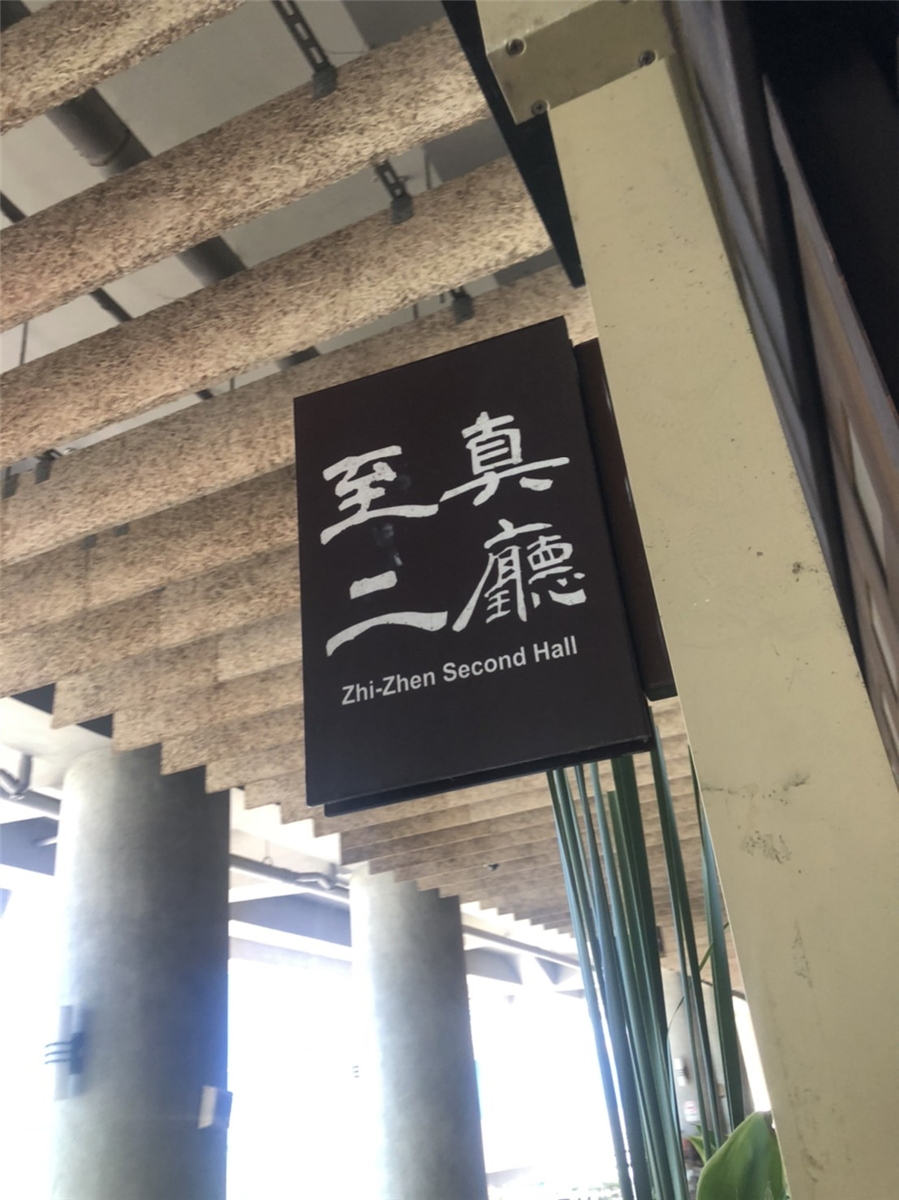 至真
二廳
Zhi-Zhen Second Hall